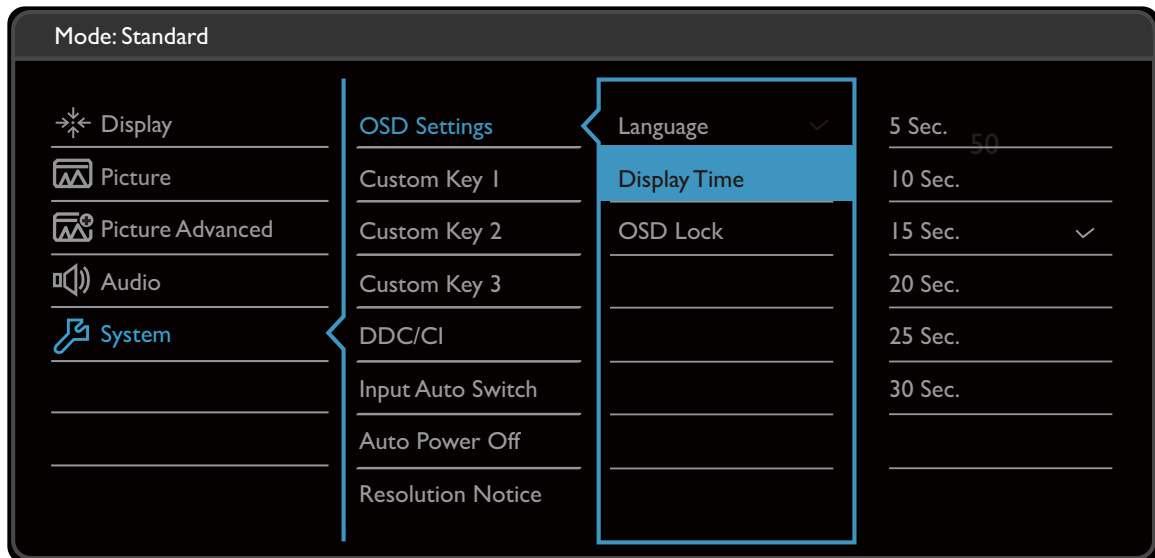 Mode: Standard
Display
Picture
Picture Advanced
Audio
System
OSD Settings
Custom Key 1
Custom Key 2
Custom Key 3
DDC/CI
Input Auto Switch
Auto Power Off
Resolution Notice
Language
Display Time
OSD Lock
5 Sec.
50
10 Sec.
15 Sec.
20 Sec.
25 Sec.
30 Sec.